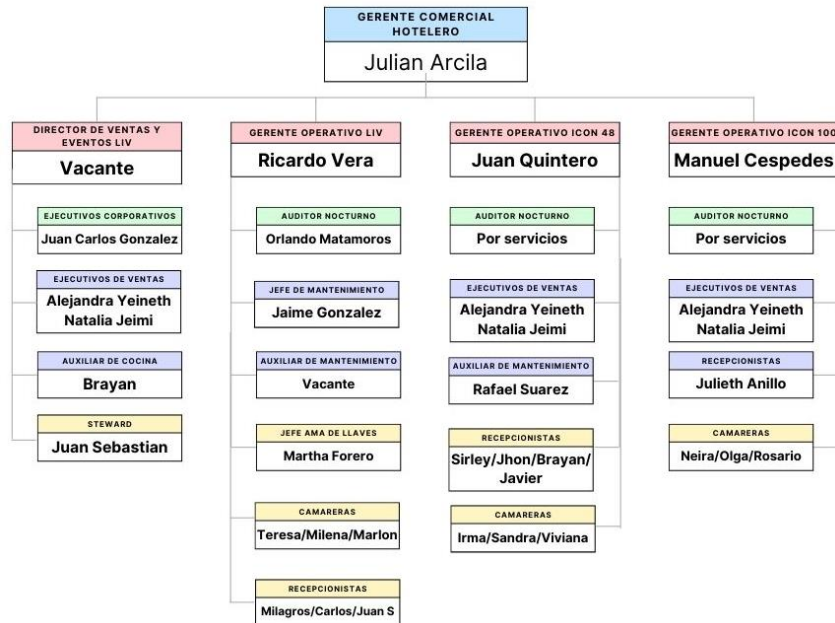 GERENTE COMERCIAL
HOTELERO
Julian Arcila
DIRECTOR DE VENTAS Y
EVENTOS LIV
Vacante
EJECUTIVOS CORPORATIVOS
Juan Carlos Gonzalez
EJECUTIVOS DE VENTAS
Alejandra Yeineth
Natalia Jeimi
AUXILIAR DE COCINA
Brayan
STEWARD
Juan Sebastian
GERENTE OPERATIVO LIV
Ricardo Vera
AUDITOR NOCTURNO
Orlando Matamoros
JEFE DE MANTENIMIENTO
Jaime Gonzalez
AUXILIAR DE MANTENIMIENTO
Vacante
JEFE AMA DE LLAVES
Martha Forero
CAMARERAS
Teresa/Milena/Marlon
RECEPCIONISTAS
Milagros/Carlos/Juan S
GERENTE OPERATIVO ICON 48
Juan Quintero
AUDITOR NOCTURNO
Por servicios
EJECUTIVOS DE VENTAS
Alejandra Yeineth
Natalia Jeimi
AUXILIAR DE MANTENIMIENTO
Rafael Suarez
RECEPCIONISTAS
Sirley/Jhon/Brayan/
Javier
CAMARERAS
Irma/Sandra/Viviana
GERENTE OPERATIVO ICON 100
Manuel Cespedes
AUDITOR NOCTURNO
Por servicios
EJECUTIVOS DE VENTAS
Alejandra Yeineth
Natalia Jeimi
RECEPCIONISTAS
Julieth Anillo
CAMARERAS
Neira/Olga/Rosario